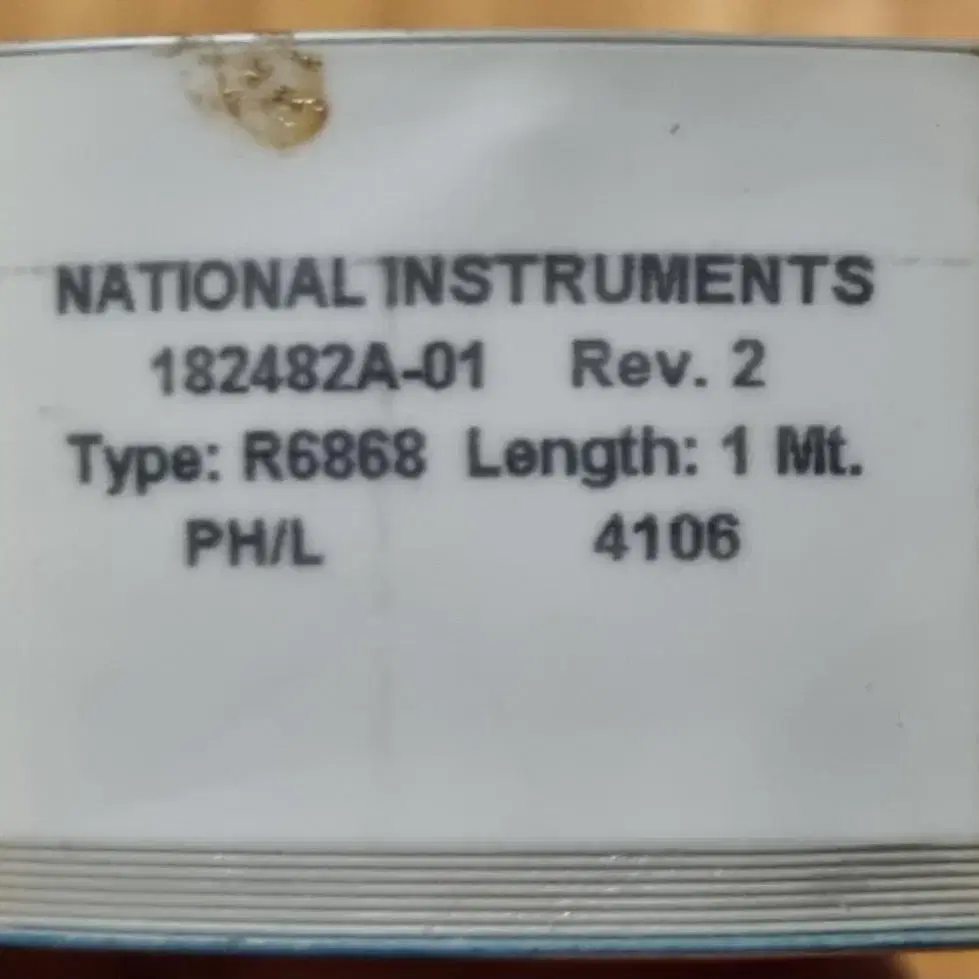 NATIONAL INSTRUMENTS
182482A-01 Rev. 2
Type: R6868 Length: 1 Mt.
PH/L 4106